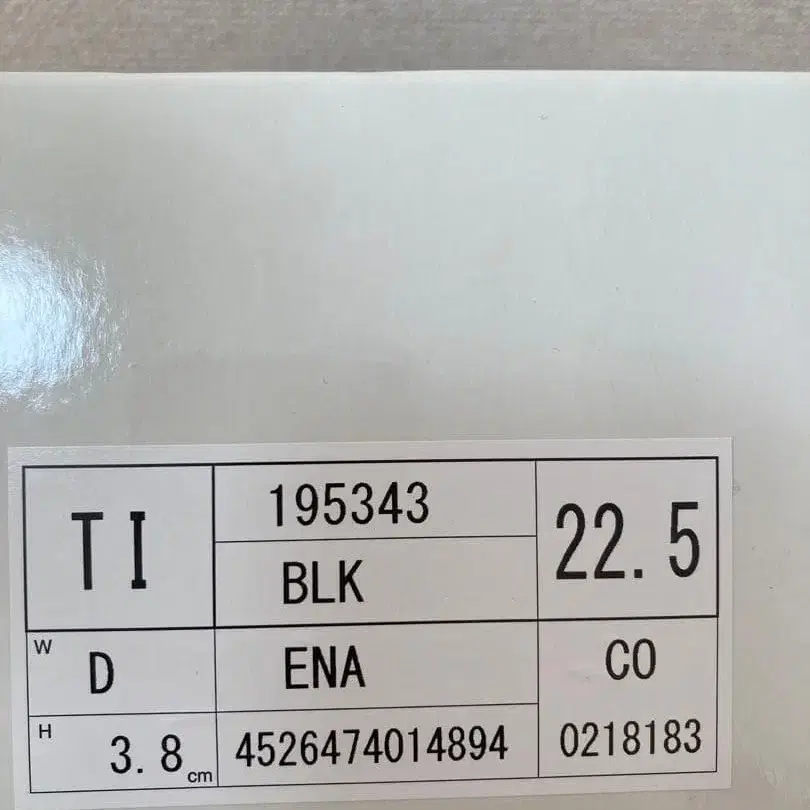 TI
195343
BLK
22.5
W
D
ENA
CO
H
3.8cm
4526474014894
0218183